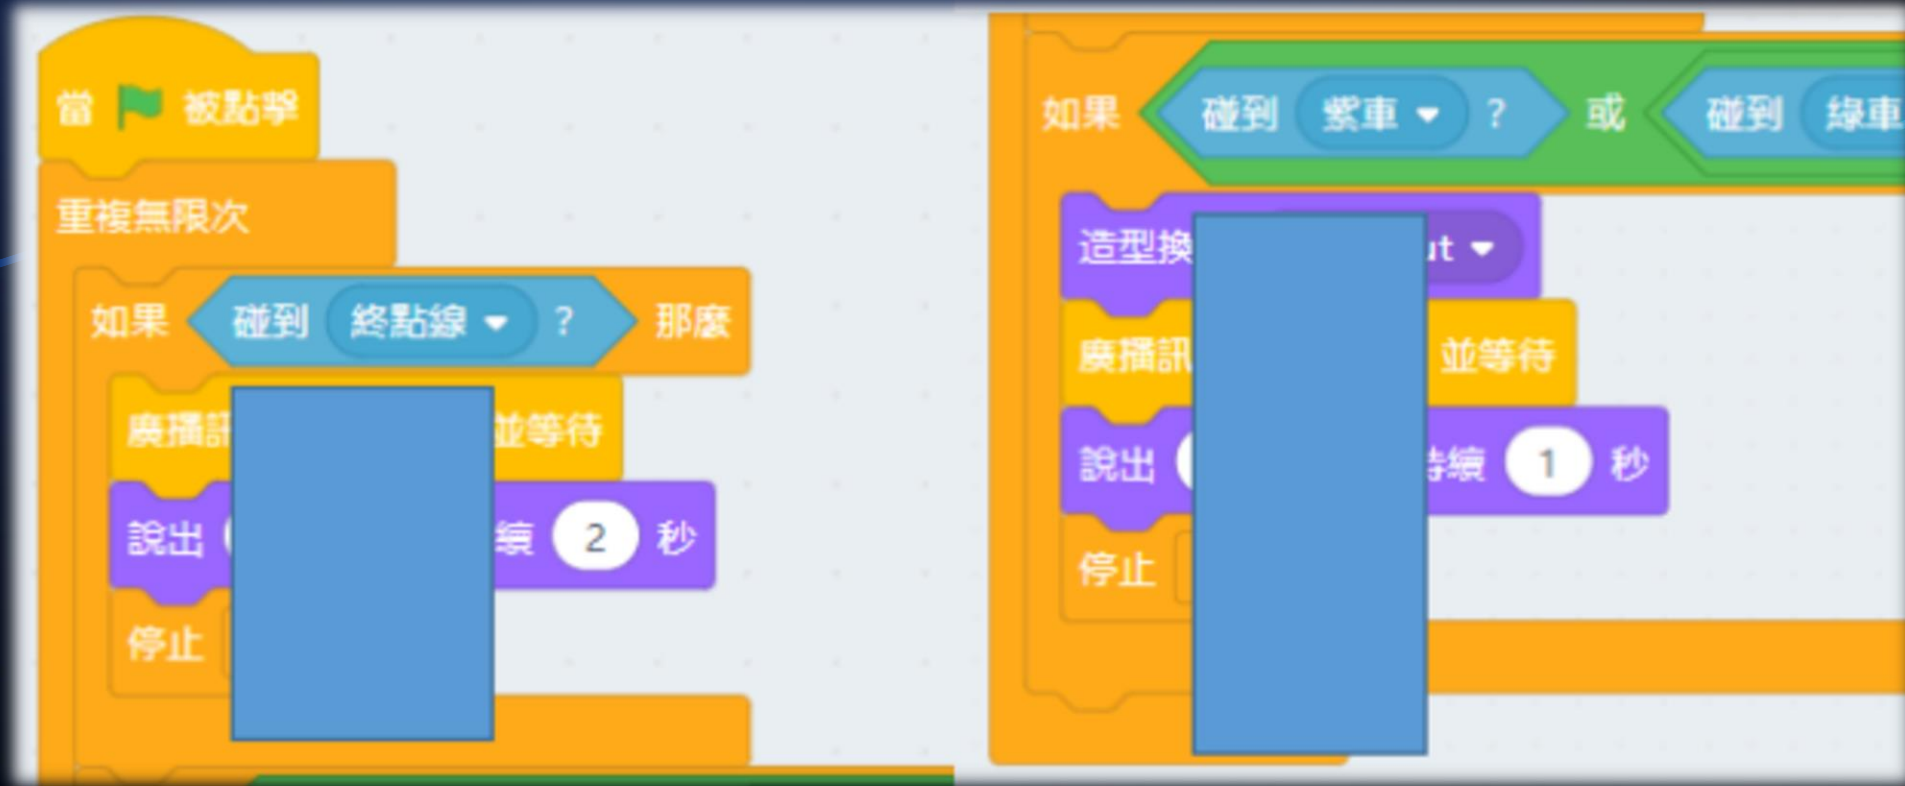 當 被點擊
重複無限次
如果 碰到 終點線 ? 那麼
廣播訊 並等待
說出 續 2 秒
停止
如果 碰到 紫車 ? 或 碰到 綠車
造型換 ut
廣播訊 並等待
說出 持續 1 秒
停止